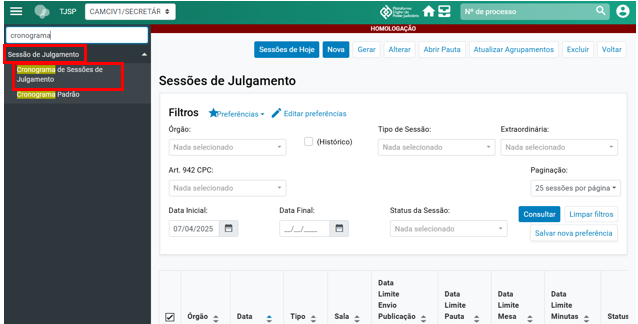 TJSP
CAMCIV1/SECRETÁR
Plataforma Digital do Poder Judiciário
Nº de processo
HOMOLOGAÇÃO
cronograma
Sessão de Julgamento
Cronograma de Sessões de
Julgamento
Cronograma Padrão
Sessões de Hoje
Nova
Gerar
Alterar
Abrir Pauta
Atualizar Agrupamentos
Excluir
Voltar
Sessões de Julgamento
Filtros
Preferências
Editar preferências
Órgão:
Nada selecionado
(Histórico)
Tipo de Sessão:
Nada selecionado
Extraordinária:
Nada selecionado
Art. 942 CPC:
Nada selecionado
Paginação:
25 sessões por página
Data Inicial:
07/04/2025
Data Final:
__/__/____
Status da Sessão:
Nada selecionado
Consultar
Limpar filtros
Salvar nova preferência
Órgão
Data
Tipo
Sala
Data
Limite
Envio
Publicação
Data
Limite
Pauta
Data
Limite
Mesa
Data
Limite
Minutas
Status